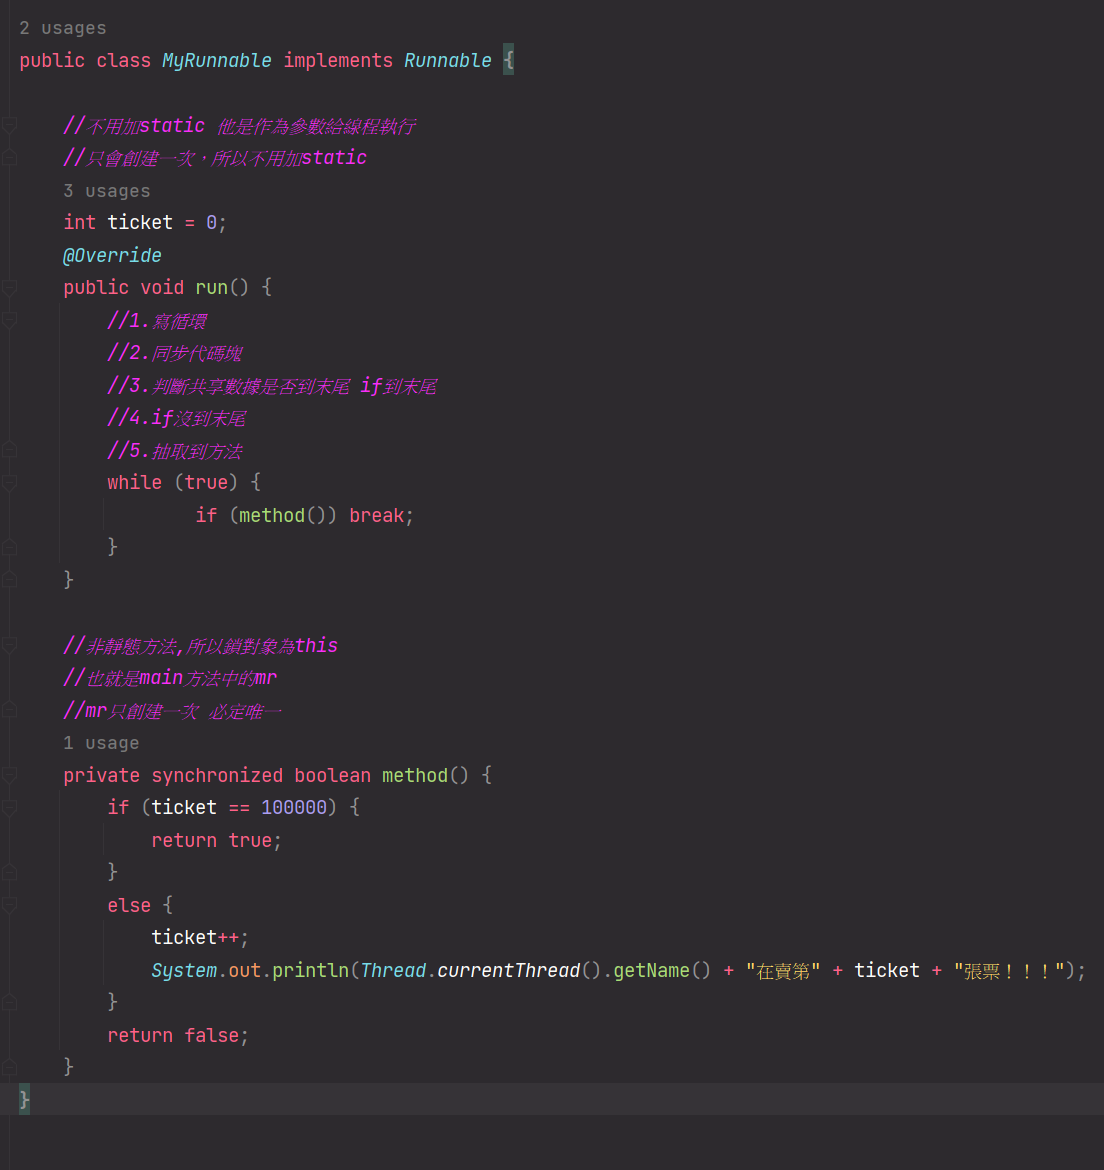 2 usages
public class MyRunnable implements Runnable {
//不用加static 他是作為參數給線程執行
//只會創建一次，所以不用加static
3 usages
int ticket = 0;
@Override
public void run() {
//1.寫循環
//2.同步代碼塊
//3.判斷共享數據是否到末尾 if到末尾
//4.if沒到末尾
//5.抽取到方法
while (true) {
if (method()) break;
}
}
//非靜態方法,所以鎖對象為this
//也就是main方法中的mr
//mr只創建一次 必定唯一
1 usage
private synchronized boolean method() {
if (ticket == 100000) {
return true;
}
else {
ticket++;
System.out.println(Thread.currentThread().getName() + "在賣第" + ticket + "張票！！！");
}
return false;
}
}